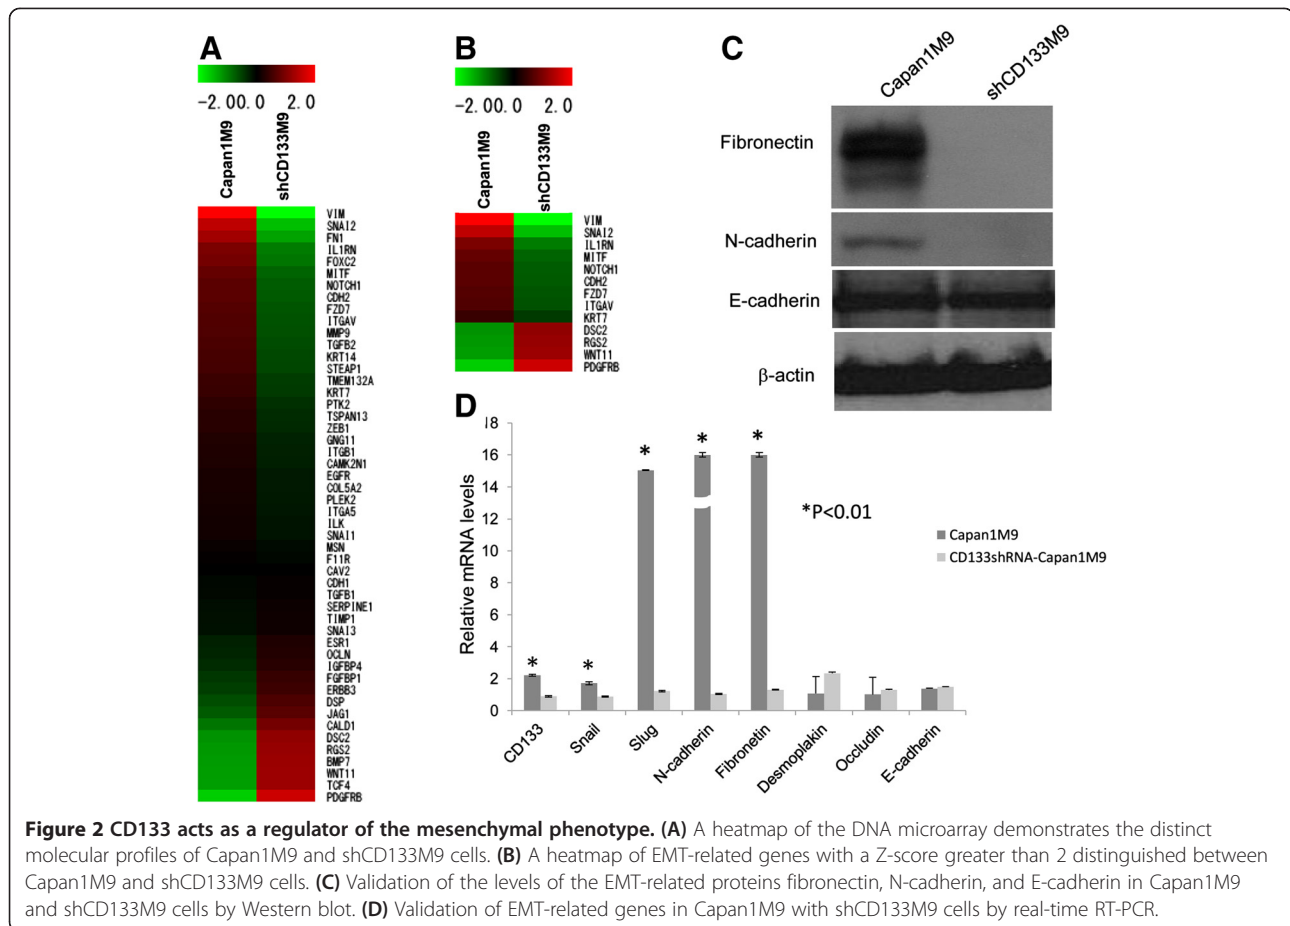 A
-2.00.0 2.0
Capan1M9
shCD133M9
VIM
SNAI2
FN1
IL1RN
FOXC2
MITF
NOTCH1
CDH2
FZD7
ITGAV
MMP9
TGFB2
KRT14
STEAP1
TMEM132A
KRT7
PTK2
TSPAN13
ZEB1
GNG11
ITGB1
CAMK2N1
EGFR
COL5A2
PLEK2
ITGA5
ILK
SNAI1
MSN
F11R
CAV2
CDH1
TGFB1
SERPINE1
TIMP1
SNAI3
ESR1
OCLN
IGFBP4
FGFBP1
ERBB3
DSP
JAG1
CALD1
DSC2
RGS2
BMP7
WNT11
TCF4
PDGFRB
B
-2.00.0 2.0
Capan1M9
shCD133M9
VIM
SNAI2
IL1RN
MITF
NOTCH1
CDH2
FZD7
ITGAV
KRT7
DSC2
RGS2
WNT11
PDGFRB
C
Capan1M9
shCD133M9
Fibronectin
N-cadherin
E-cadherin
β-actin
D
Relative mRNA levels
18
16
14
12
10
8
6
4
2
0
* * * * *
*P<0.01
Capan1M9
CD133shRNA-Capan1M9
CD133
Snail
Slug
N-cadherin
Fibronetin
Desmoplakin
Occludin
E-cadherin
Figure 2 CD133 acts as a regulator of the mesenchymal phenotype. (A) A heatmap of the DNA microarray demonstrates the distinct
molecular profiles of Capan1M9 and shCD133M9 cells. (B) A heatmap of EMT-related genes with a Z-score greater than 2 distinguished between
Capan1M9 and shCD133M9 cells. (C) Validation of the levels of the EMT-related proteins fibronectin, N-cadherin, and E-cadherin in Capan1M9
and shCD133M9 cells by Western blot. (D) Validation of EMT-related genes in Capan1M9 with shCD133M9 cells by real-time RT-PCR.